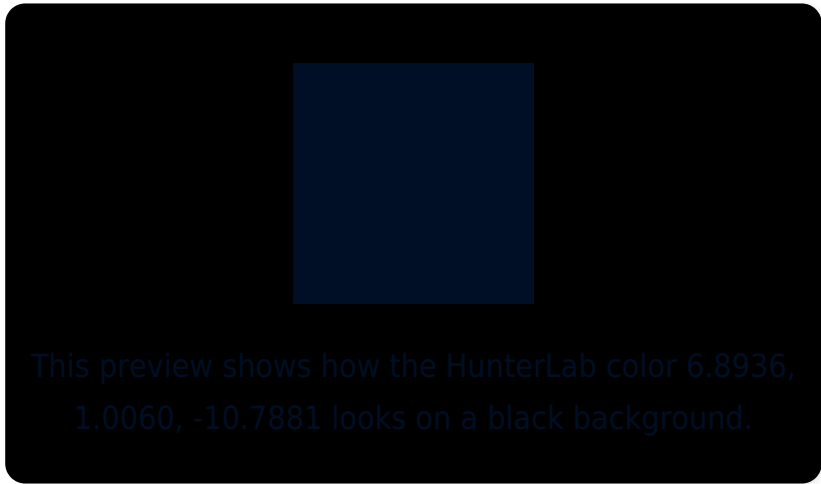 This preview shows how the HunterLab color 6.8936,
1.0060, -10.7881 looks on a black background.